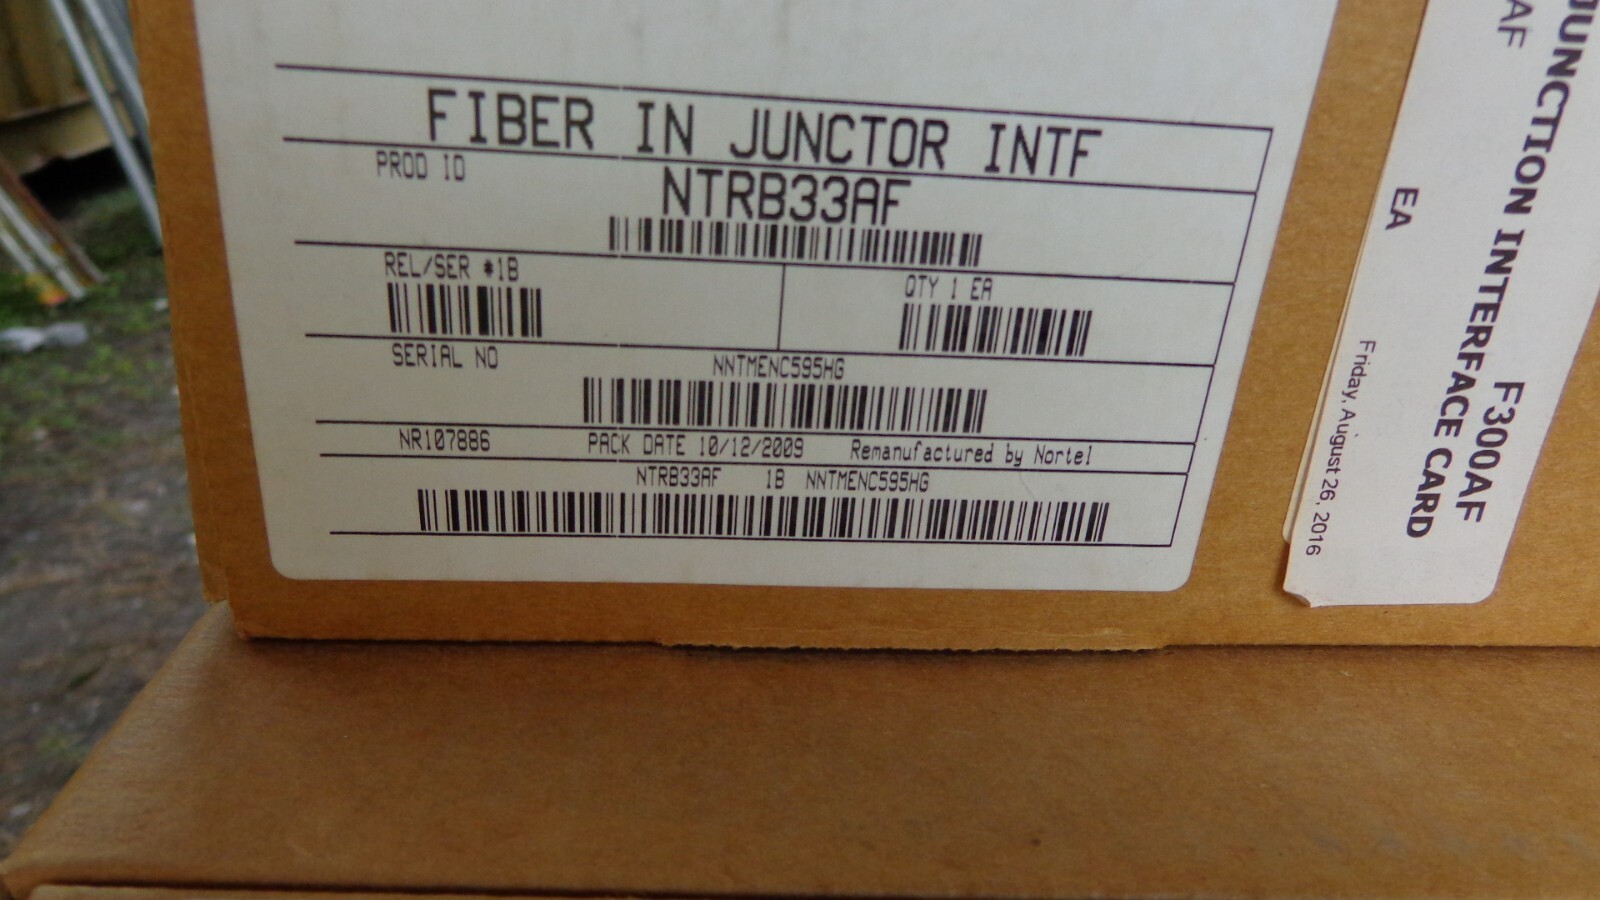 FIBER IN JUNCTOR INTF
PROD ID
NTRB33AF
REL/SER #1B
QTY 1 EA
SERIAL NO
NNTMENC595HG
NR107886 PACK DATE 10/12/2009 Remanufactured by Nortel
NTRB33AF 1B NNTMENC595HG
AF
JUNCTION INTERFACE CARD
F300AF
EA
Friday, August 26, 2016